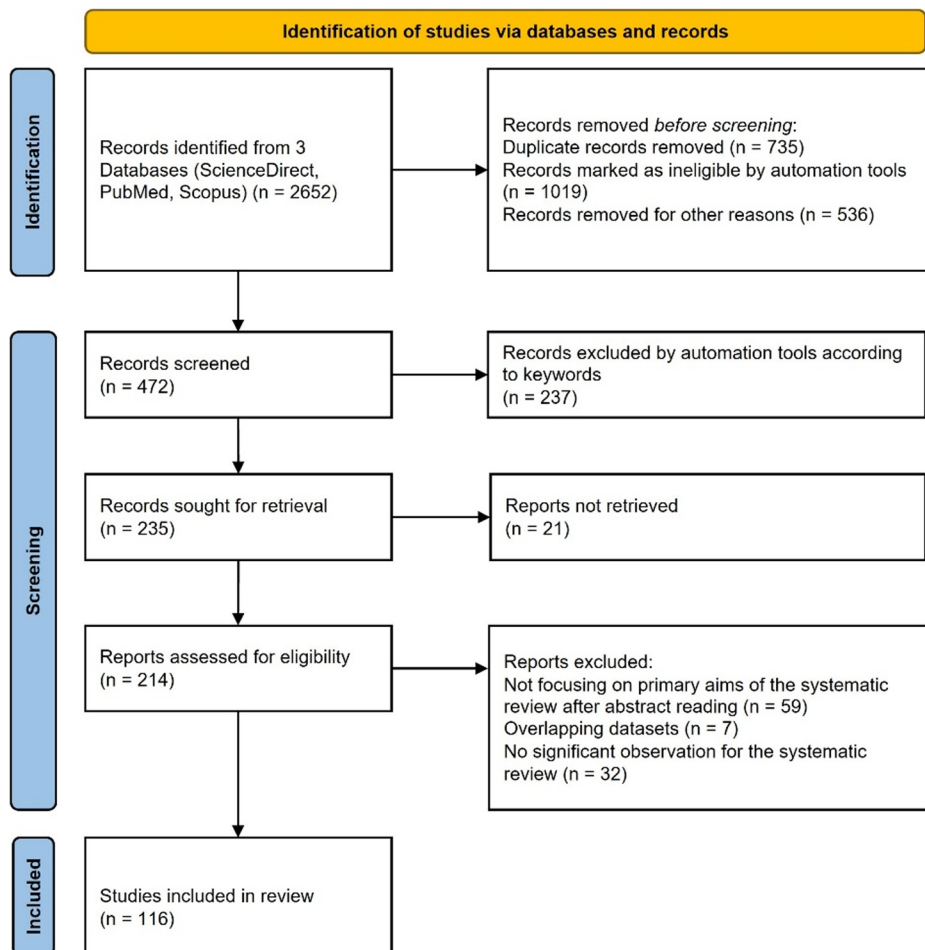 Identification of studies via databases and records
Identification
Records identified from 3
Databases (ScienceDirect,
PubMed, Scopus) (n = 2652)
Records removed before screening:
Duplicate records removed (n = 735)
Records marked as ineligible by automation tools
(n = 1019)
Records removed for other reasons (n = 536)
Screening
Records screened
(n = 472)
Records excluded by automation tools according
to keywords
(n = 237)
Records sought for retrieval
(n = 235)
Reports not retrieved
(n = 21)
Reports assessed for eligibility
(n = 214)
Reports excluded:
Not focusing on primary aims of the systematic
review after abstract reading (n = 59)
Overlapping datasets (n = 7)
No significant observation for the systematic
review (n = 32)
Included
Studies included in review
(n = 116)